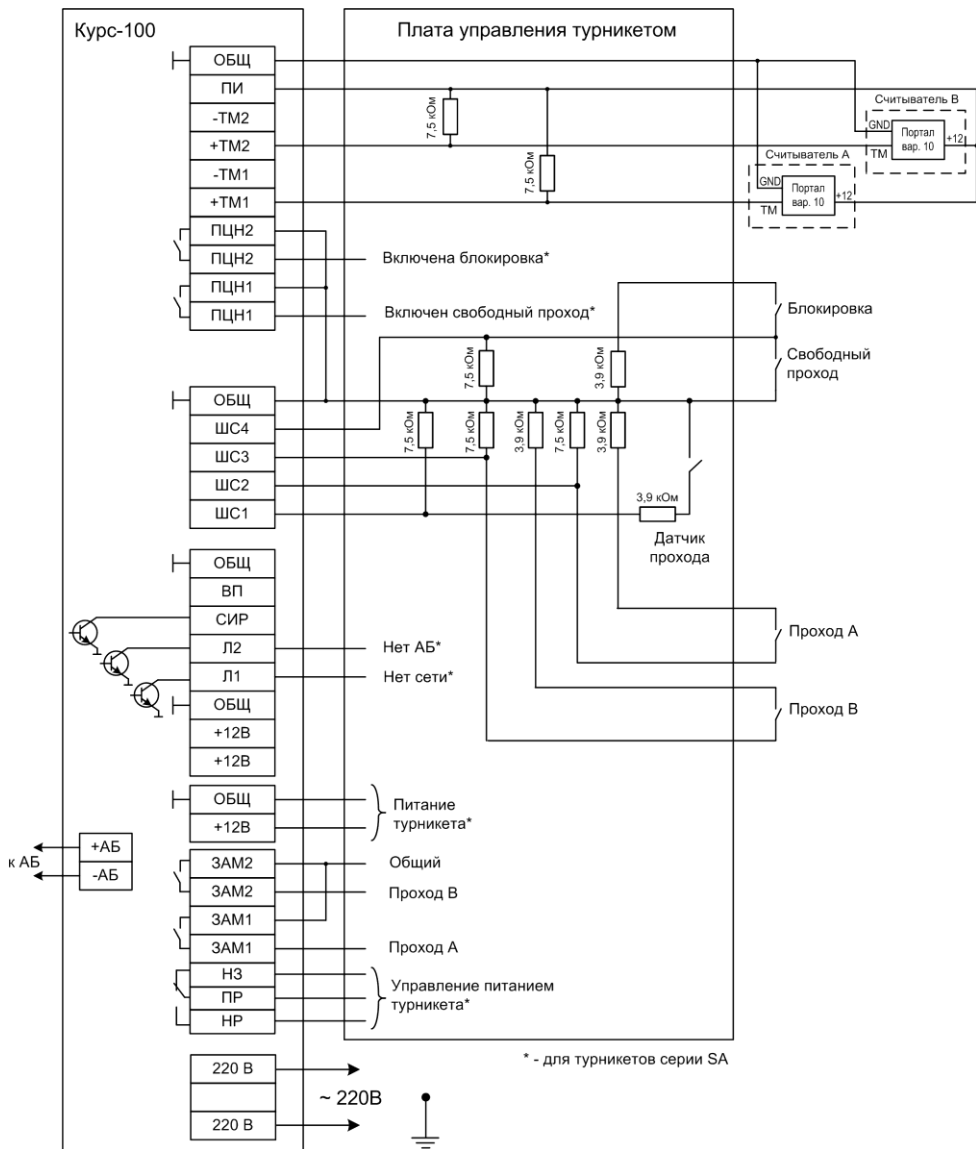 Курс-100
Плата управления турникетом
ОБЩ
ПИ
-ТМ2
+ТМ2
-ТМ1
+ТМ1
ПЦН2
ПЦН2
ПЦН1
ПЦН1
7,5 кОм
7,5 кОм
Считыватель В
GND
Портал
вар. 10
+12
ТМ
Считыватель А
GND
Портал
вар. 10
+12
ТМ
Включена блокировка*
Включен свободный проход*
Блокировка
Свободный
проход
7,5 кОм
3,9 кОм
ОБЩ
ШС4
ШС3
ШС2
ШС1
7,5 кОм
7,5 кОм
3,9 кОм
7,5 кОм
3,9 кОм
3,9 кОм
Датчик
прохода
ОБЩ
ВП
СИР
Л2
Л1
ОБЩ
+12В
+12В
Нет АБ*
Нет сети*
Проход А
Проход В
ОБЩ
+12В
Питание
турникета*
+АБ
-АБ
к АБ
ЗАМ2
ЗАМ2
ЗАМ1
ЗАМ1
НЗ
ПР
НР
Общий
Проход В
Проход А
Управление питанием
турникета*
* - для турникетов серии SA
220 В
220 В
~ 220В